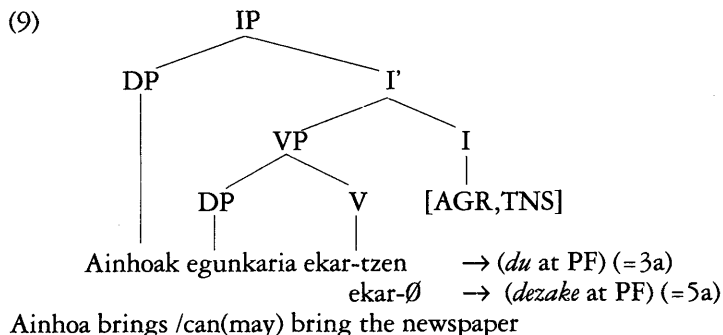 (9) IP
DP I'
VP I
DP V [AGR,TNS]
Ainhoak egunkaria ekar-tzen → (du at PF) (=3a)
ekar-Ø → (dezake at PF) (=5a)
Ainhoa brings /can(may) bring the newspaper